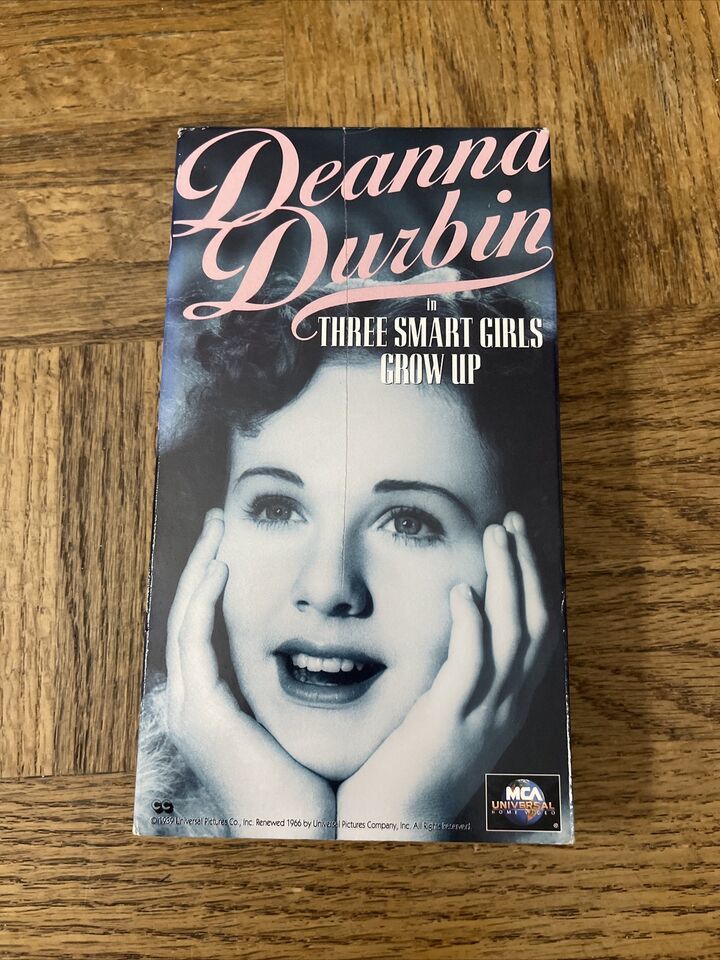 Deanna
Durbin
in
THREE SMART GIRLS
GROW UP
MCA
UNIVERSAL
HOME VIDEO
CC
©1939 Universal Pictures Co., Inc. Renewed 1966 by Universal Pictures Company, Inc. All Rights Reserved.
®